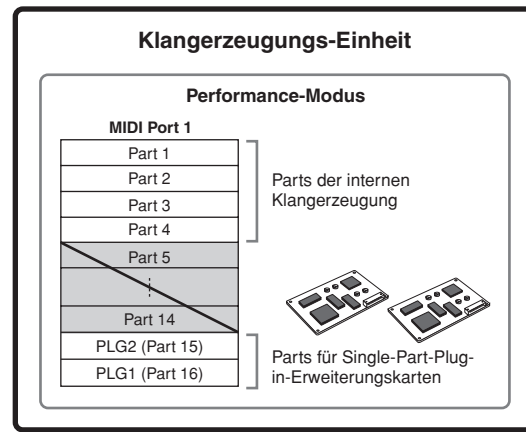 Klangerzeugungs-Einheit
Performance-Modus
MIDI Port 1
Part 1
Part 2
Part 3
Part 4
Parts der internen
Klangerzeugung
Part 5
Part 14
PLG2 (Part 15)
PLG1 (Part 16)
Parts für Single-Part-Plug-
in-Erweiterungskarten